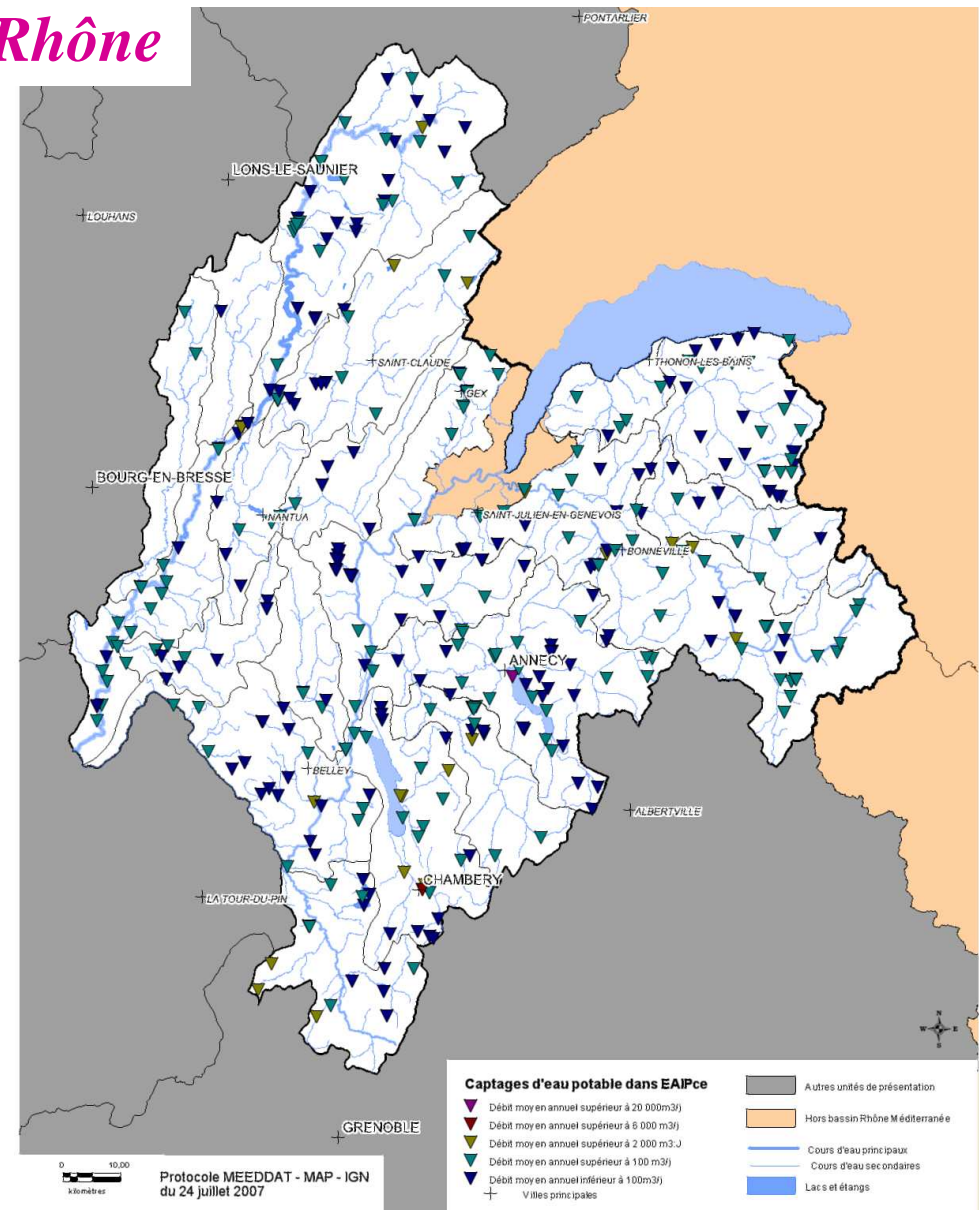 Rhône
PONTARLIER
LONS-LE-SAUNIER
LOUHANS
SAINT-CLAUDE
THONON-LES-BAINS
GEX
BOURG-EN-BRESSE
NANTUA
SAINT-JULIEN-EN-GENEVOIS
BONNEVILLE
ANNECY
BELLEY
ALBERTVILLE
CHAMBERY
LA TOUR-DU-PIN
N
W E
S
GRENOBLE
0 10,00
kilomètres
Protocole MEEDDAT - MAP - IGN
du 24 juillet 2007
Captages d'eau potable dans EAIPce
Débit moyen annuel supérieur à 20 000m3/j
Débit moyen annuel supérieur à 6 000 m3/j
Débit moyen annuel supérieur à 2 000 m3:J
Débit moyen annuel supérieur à 100 m3/j
Débit moyen annuel inférieur à 100m3/j
Villes principales
Autres unités de présentation
Hors bassin Rhône Méditerranée
Cours d'eau principaux
Cours d'eau secondaires
Lacs et étangs